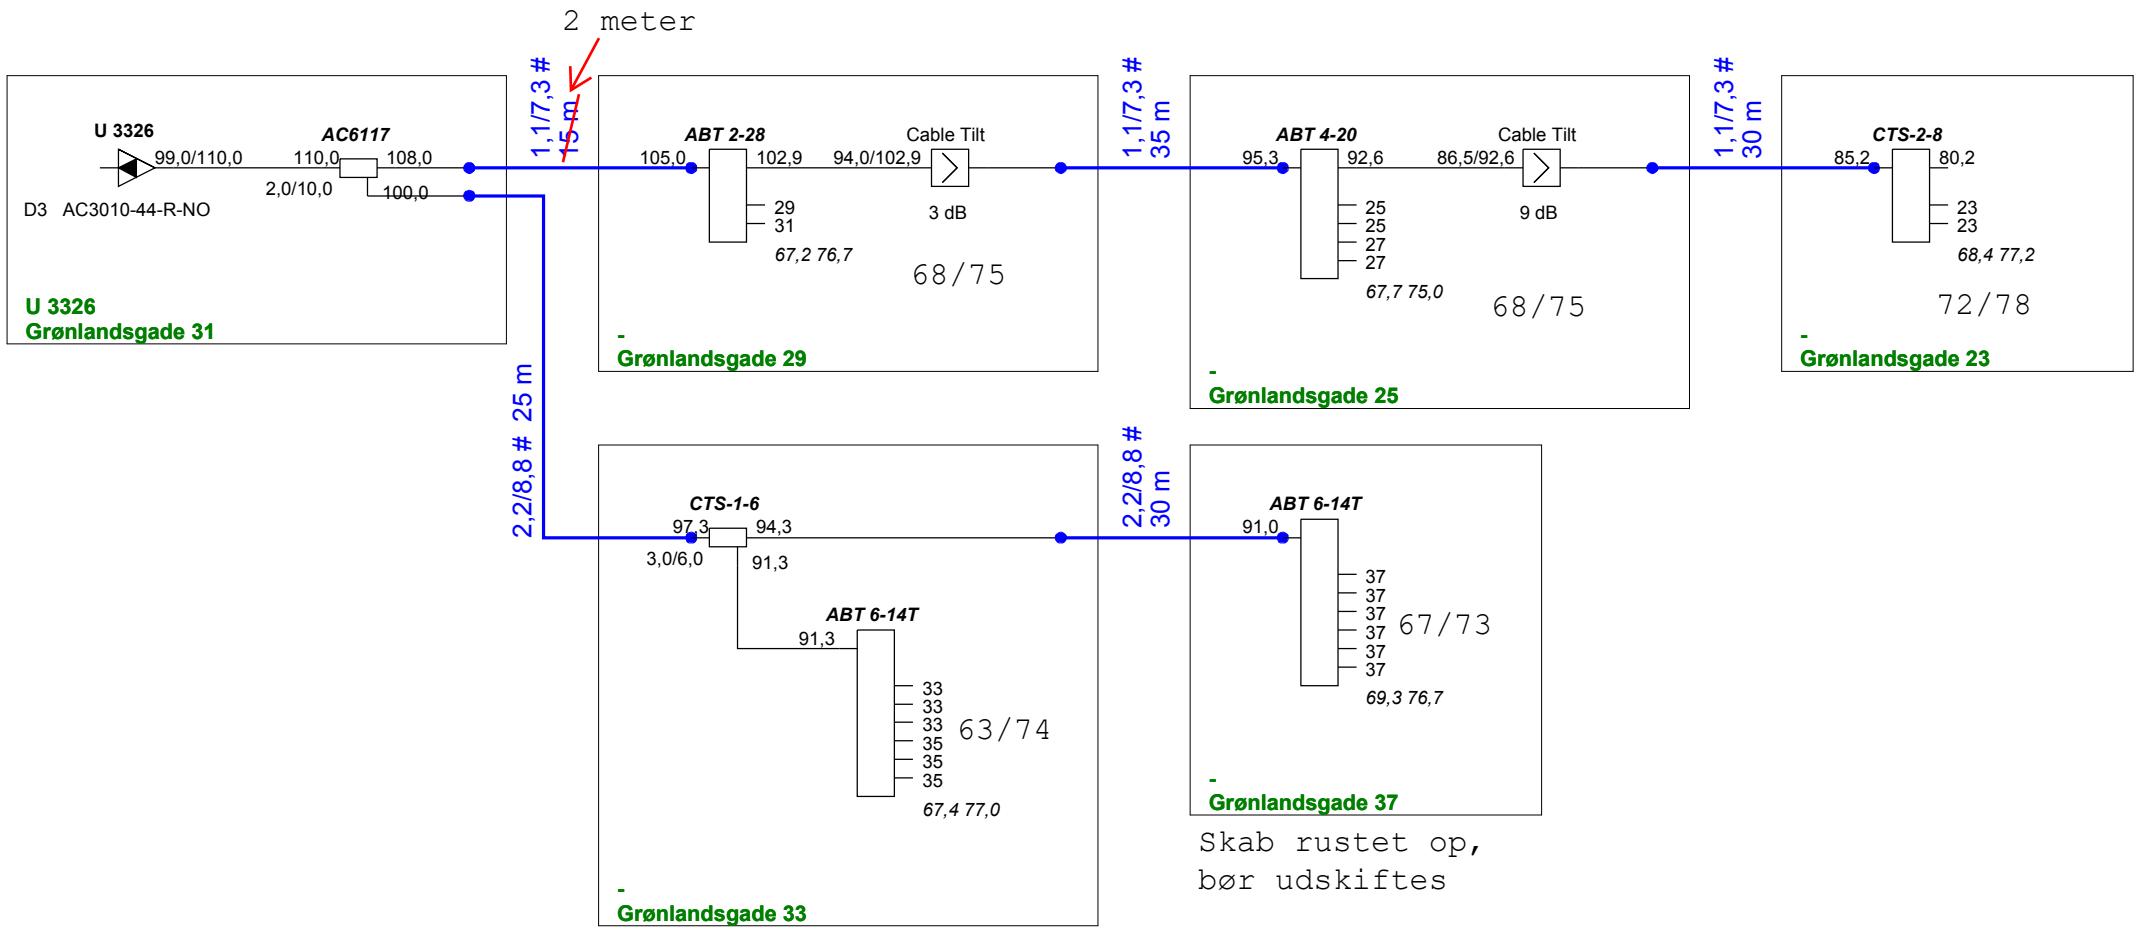 2 meter
1,1/7,3 #
15 m
U 3326
99,0/110,0
D3 AC3010-44-R-NO
AC6117
110,0
108,0
2,0/10,0
100,0
U 3326
Grønlandsgade 31
ABT 2-28
105,0
102,9
94,0/102,9
Cable Tilt
3 dB
29
31
67,2 76,7
68/75
-
Grønlandsgade 29
1,1/7,3 #
35 m
ABT 4-20
95,3
92,6
86,5/92,6
Cable Tilt
9 dB
25
25
27
27
67,7 75,0
68/75
-
Grønlandsgade 25
1,1/7,3 #
30 m
CTS-2-8
85,2
80,2
23
23
68,4 77,2
72/78
-
Grønlandsgade 23
2,2/8,8 # 25 m
CTS-1-6
97,3
94,3
3,0/6,0
91,3
ABT 6-14T
91,3
33
33
33
35
35
35
63/74
67,4 77,0
-
Grønlandsgade 33
2,2/8,8 #
30 m
ABT 6-14T
91,0
37
37
37
37
37
37
67/73
69,3 76,7
-
Grønlandsgade 37
Skab rustet op,
bør udskiftes